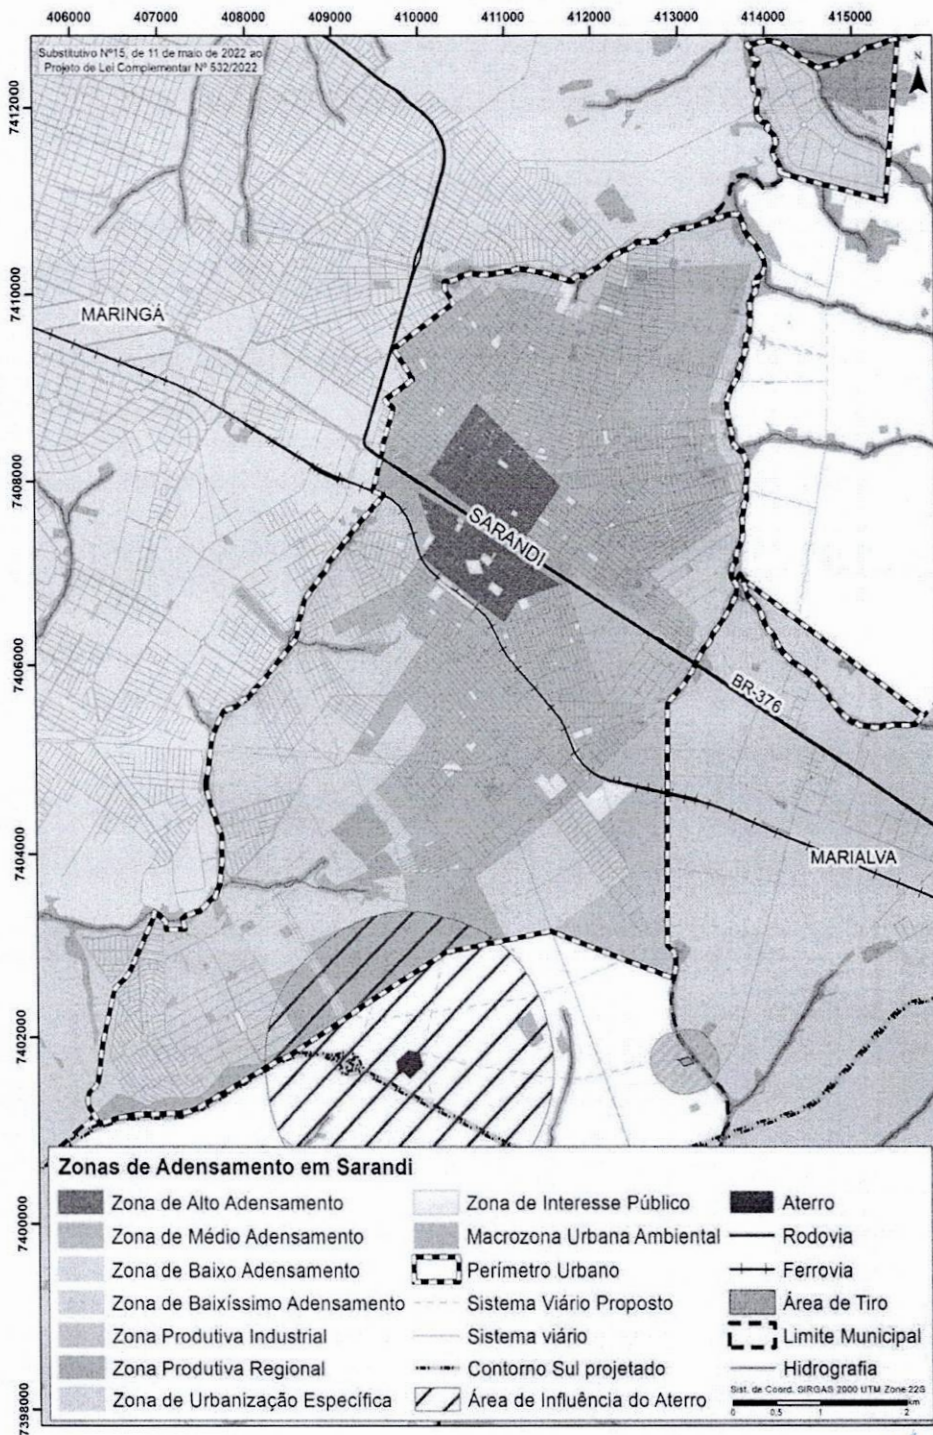 406000 407000 408000 409000 410000 411000 412000 413000 414000 415000
Substitutivo Nº15, de 11 de maio de 2022 ao
Projeto de Lei Complementar Nº 532/2022
N
7412000
7410000
MARINGÁ
7408000
SARANDI
7406000
BR-376
7404000
MARIALVA
7402000
7400000
7398000
Zonas de Adensamento em Sarandi
Zona de Alto Adensamento
Zona de Médio Adensamento
Zona de Baixo Adensamento
Zona de Baixíssimo Adensamento
Zona Produtiva Industrial
Zona Produtiva Regional
Zona de Urbanização Específica
Zona de Interesse Público
Macrozona Urbana Ambiental
Perímetro Urbano
Sistema Viário Proposto
Sistema viário
Contorno Sul projetado
Área de Influência do Aterro
Aterro
Rodovia
Ferrovia
Área de Tiro
Limite Municipal
Hidrografia
Sist. de Coord. SIRGAS 2000 UTM Zone 22S
km
0 0,5 1 2